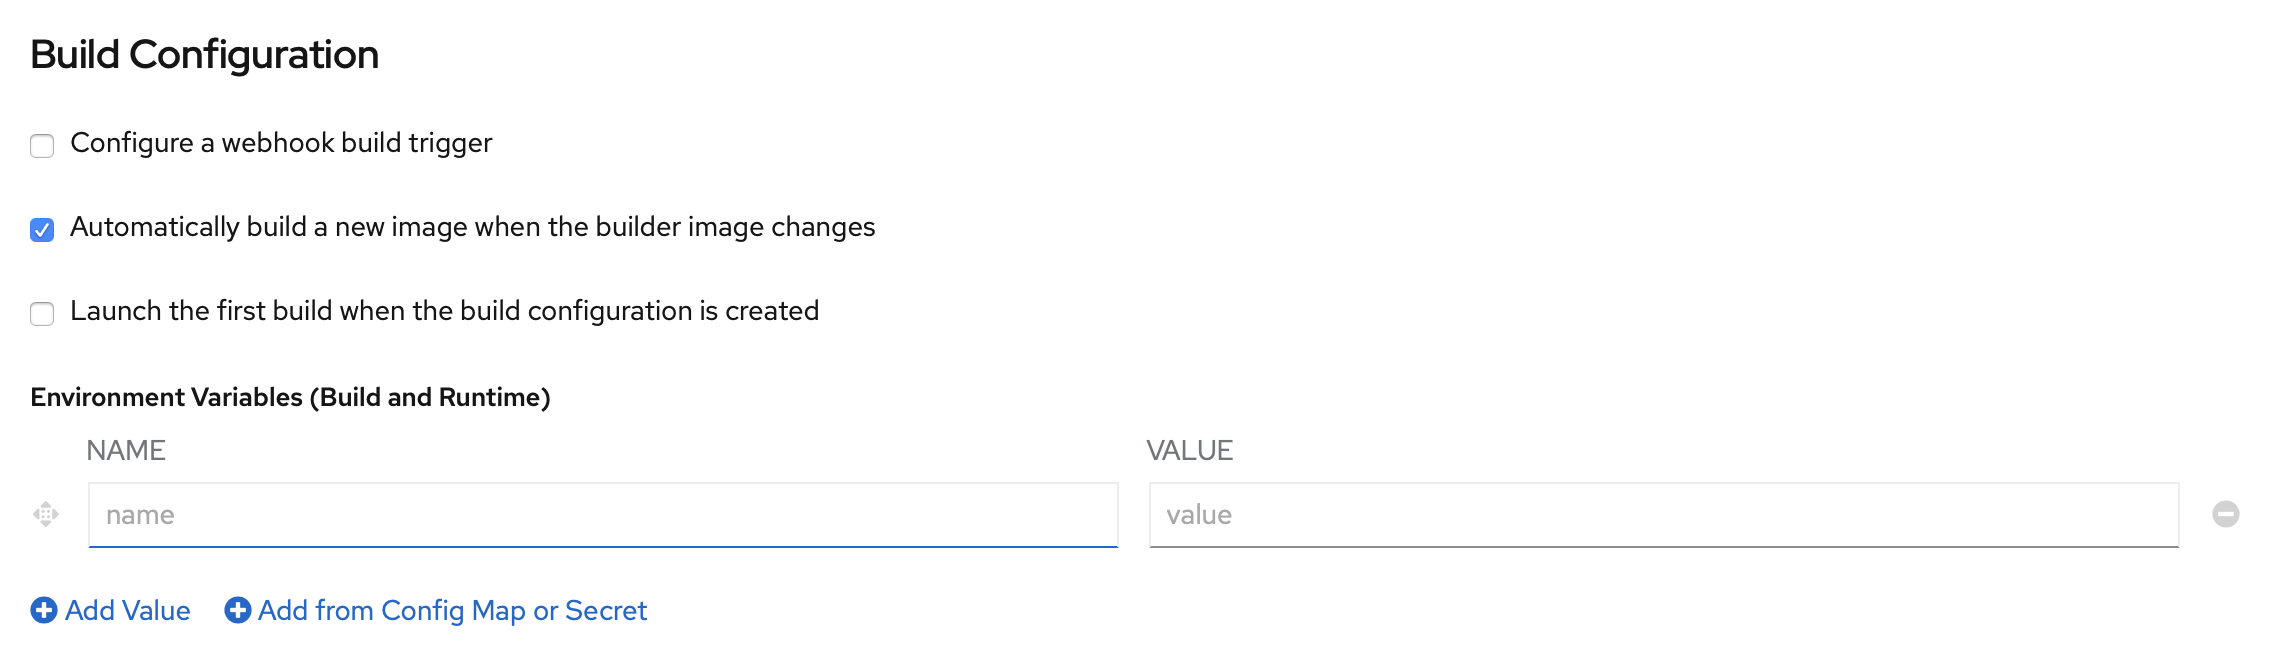 Build Configuration
Configure a webhook build trigger
Automatically build a new image when the builder image changes
Launch the first build when the build configuration is created
Environment Variables (Build and Runtime)
NAME VALUE
name value
Add Value Add from Config Map or Secret